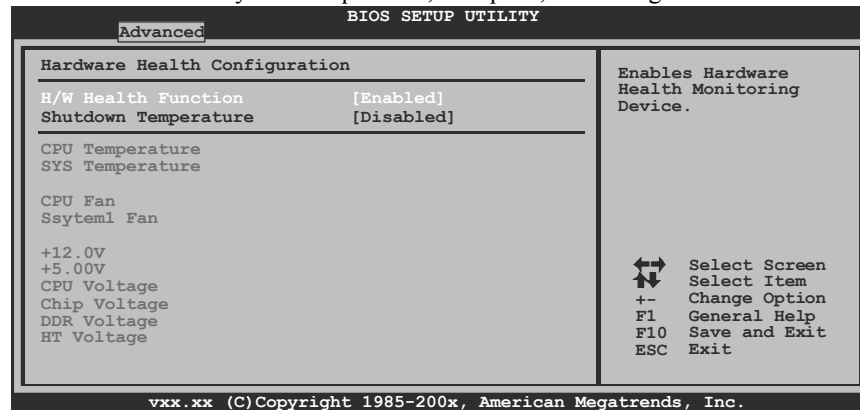 BIOS SETUP UTILITY
Advanced
Hardware Health Configuration
H/W Health Function [Enabled]
Shutdown Temperature [Disabled]
CPU Temperature
SYS Temperature
CPU Fan
Ssytem1 Fan
+12.0V
+5.00V
CPU Voltage
Chip Voltage
DDR Voltage
HT Voltage
Enables Hardware
Health Monitoring
Device.
Select Screen
Select Item
+- Change Option
F1 General Help
F10 Save and Exit
ESC Exit
vxx.xx (C)Copyright 1985-200x, American Megatrends, Inc.